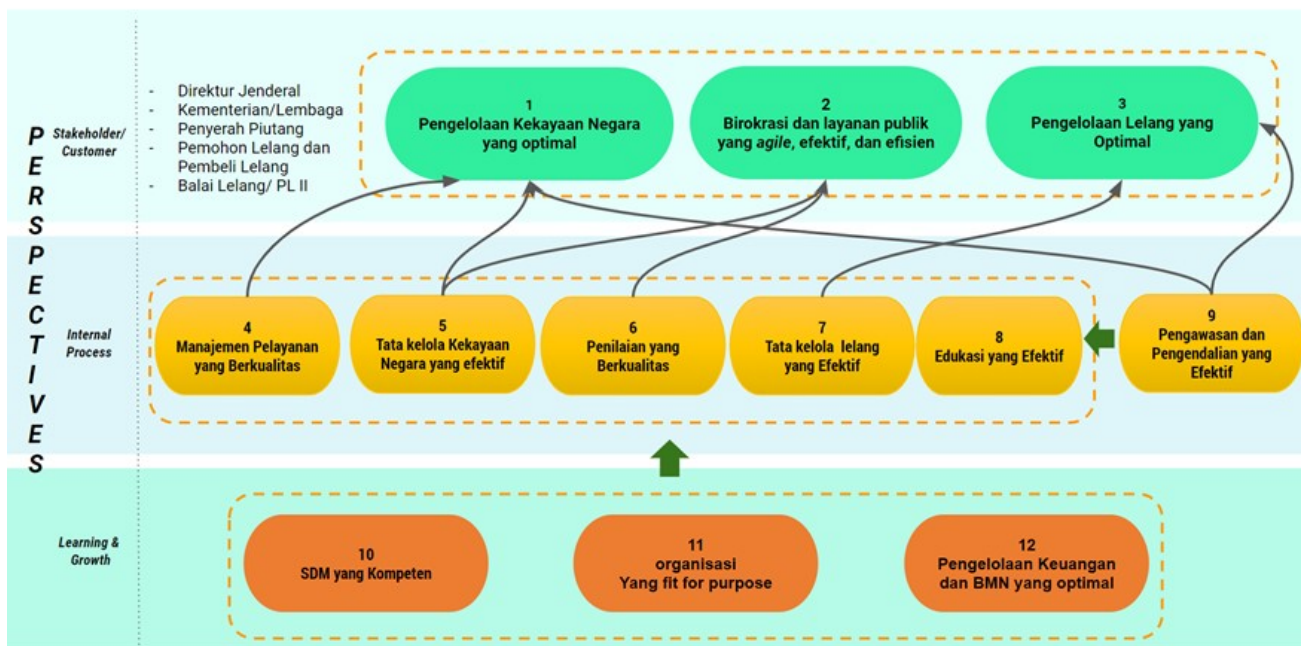 PERSPECTIVES
Stakeholder/
Customer
- Direktur Jenderal
- Kementerian/Lembaga
- Penyerah Piutang
- Pemohon Lelang dan
Pembeli Lelang
- Balai Lelang/ PL II
1
Pengelolaan Kekayaan Negara
yang optimal
2
Birokrasi dan layanan publik
yang agile, efektif, dan efisien
3
Pengelolaan Lelang yang
Optimal
Internal
Process
4
Manajemen Pelayanan
yang Berkualitas
5
Tata kelola Kekayaan
Negara yang efektif
6
Penilaian yang
Berkualitas
7
Tata kelola lelang
yang Efektif
8
Edukasi yang Efektif
9
Pengawasan dan
Pengendalian yang
Efektif
Learning &
Growth
10
SDM yang Kompeten
11
organisasi
Yang fit for purpose
12
Pengelolaan Keuangan
dan BMN yang optimal